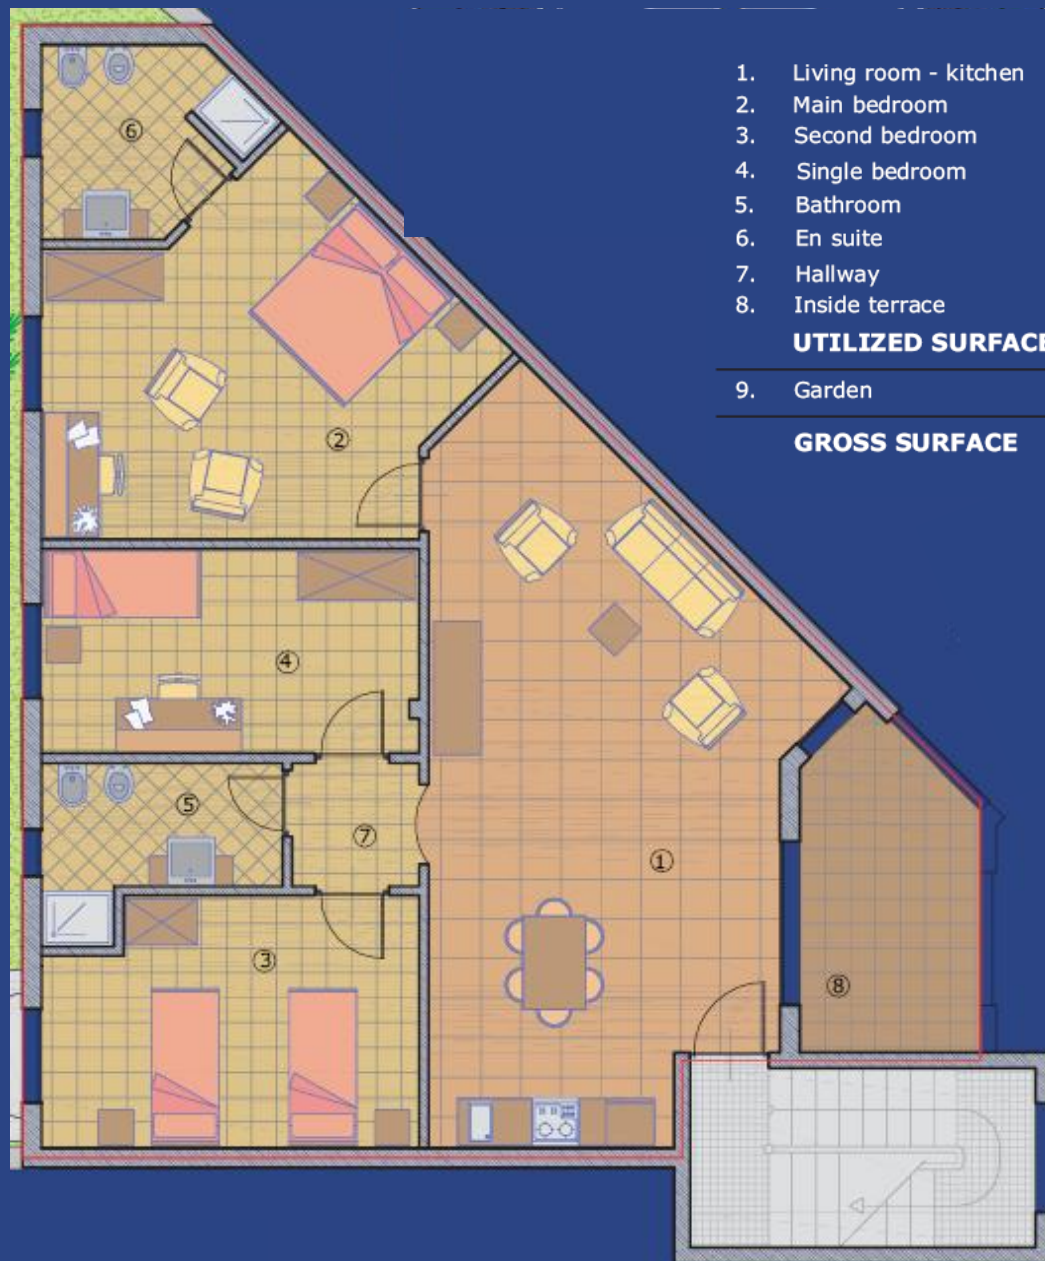 1. Living room - kitchen
2. Main bedroom
3. Second bedroom
4. Single bedroom
5. Bathroom
6. En suite
7. Hallway
8. Inside terrace
UTILIZED SURFACE
9. Garden
GROSS SURFACE
6
2
4
5
7
1
3
8